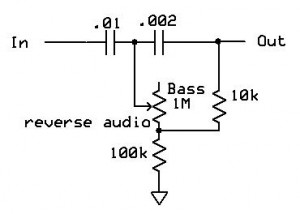 .01 .002
In Out
Bass
1M 10k
reverse audio
100k